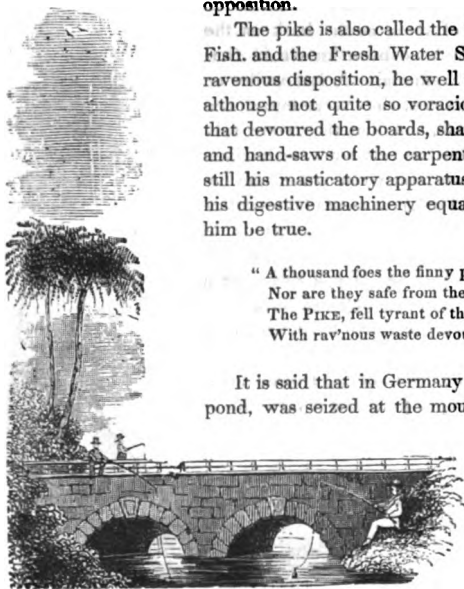 opposition.
The pike is also called the
Fish. and the Fresh Water S
ravenous disposition, he well
although not quite so voracio
that devoured the boards, sha
and hand-saws of the carpent
still his masticatory apparatus
his digestive machinery equa
him be true.
" A thousand foes the finny p
Nor are they safe from the
The PIKE, fell tyrant of th
With rav'nous waste devou
It is said that in Germany
pond, was seized at the mou